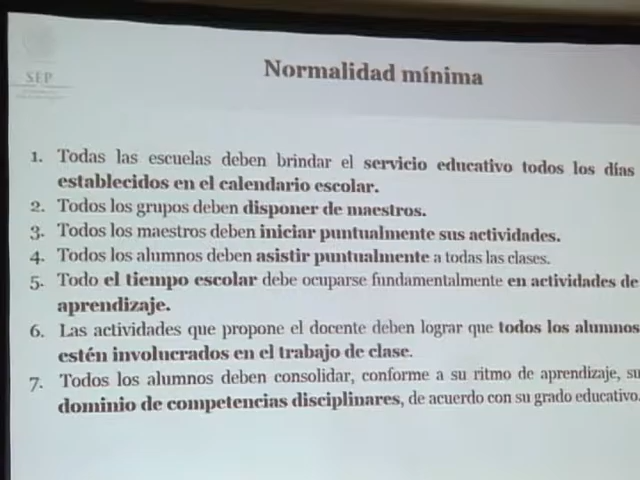 SEP
Normalidad mínima
1. Todas las escuelas deben brindar el servicio educativo todos los días
establecidos en el calendario escolar.
2. Todos los grupos deben disponer de maestros.
3. Todos los maestros deben iniciar puntualmente sus actividades.
4. Todos los alumnos deben asistir puntualmente a todas las clases.
5. Todo el tiempo escolar debe ocuparse fundamentalmente en actividades de
aprendizaje.
6. Las actividades que propone el docente deben lograr que todos los alumnos
estén involucrados en el trabajo de clase.
7. Todos los alumnos deben consolidar, conforme a su ritmo de aprendizaje, su
dominio de competencias disciplinares, de acuerdo con su grado educativo.